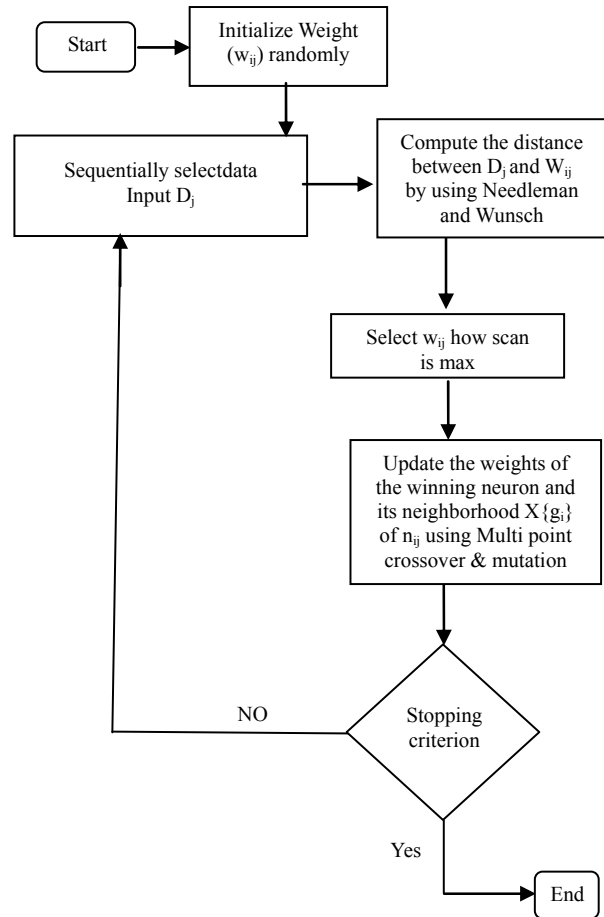 Start
Initialize Weight
(wij) randomly
Sequentially selectdata
Input Dj
Compute the distance
between Dj and Wij
by using Needleman
and Wunsch
Select wij how scan
is max
Update the weights of
the winning neuron and
its neighborhood X{gi}
of nij using Multi point
crossover & mutation
Stopping
criterion
NO
Yes
End